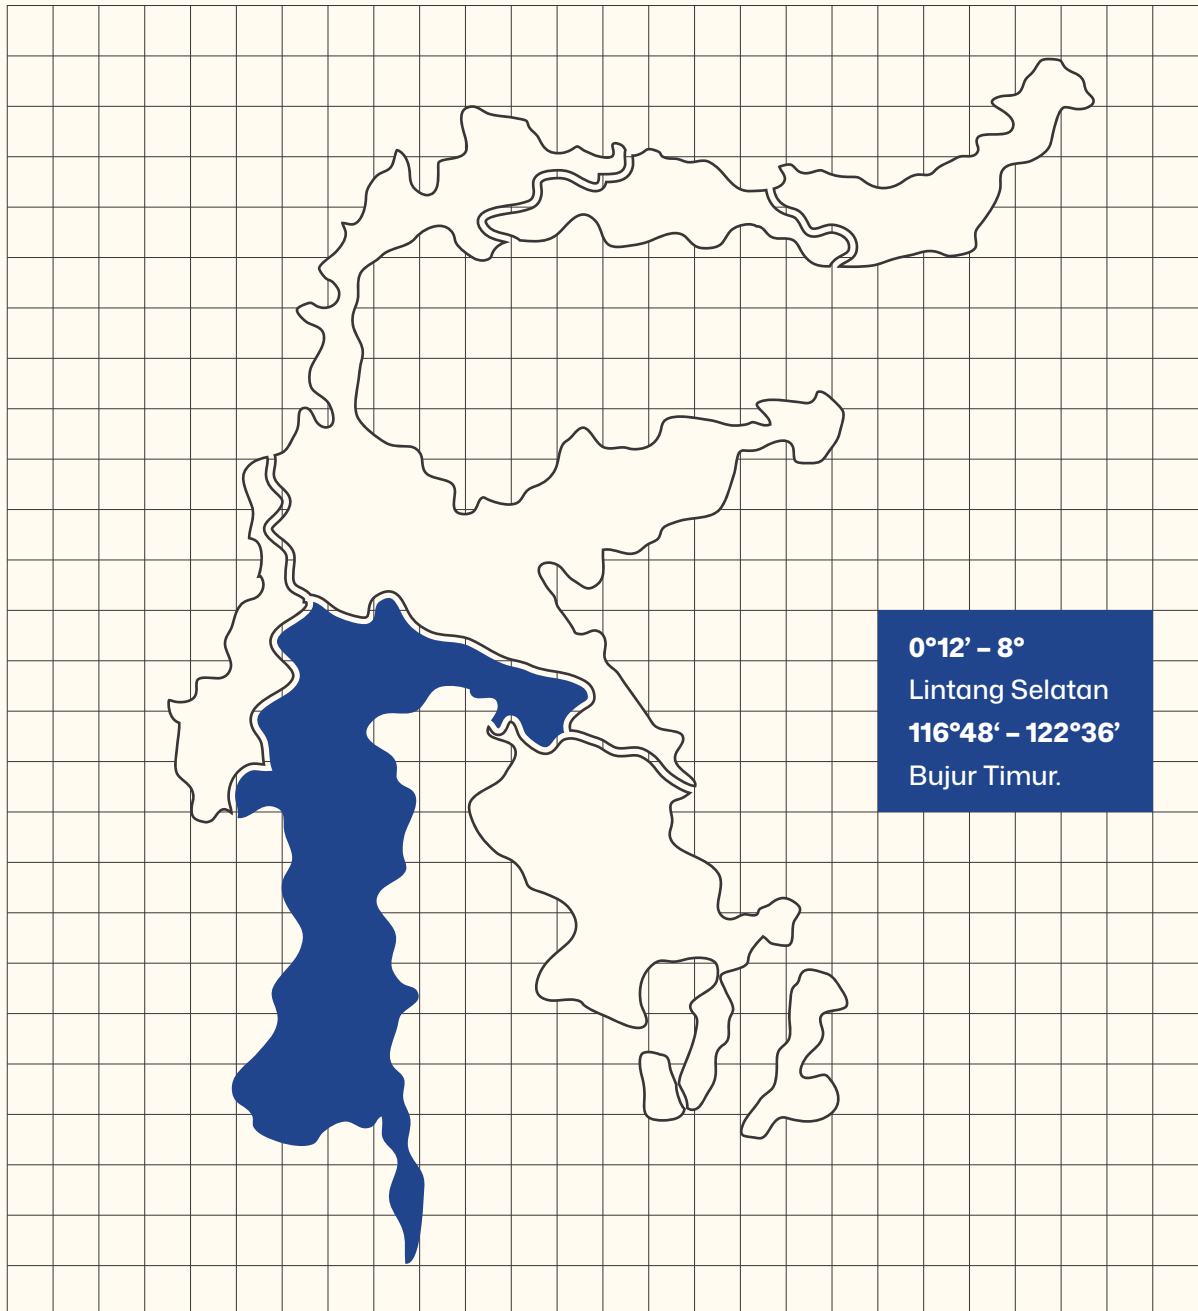 0°12’ – 8°
Lintang Selatan
116°48‘ – 122°36’
Bujur Timur.